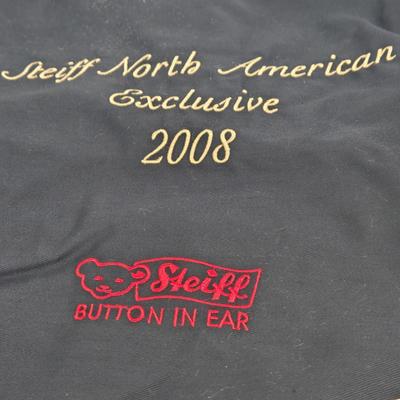 Steiff North American
Exclusive
2008
Steiff
BUTTON IN EAR